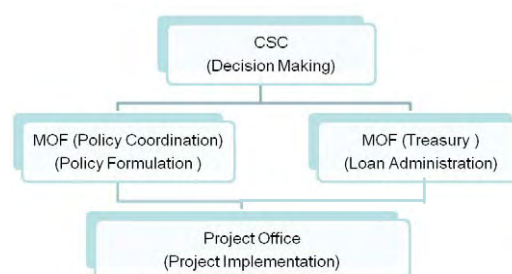 CSC
(Decision Making)
MOF (Policy Coordination)
(Policy Formulation )
MOF (Treasury )
(Loan Administration)
Project Office
(Project Implementation)